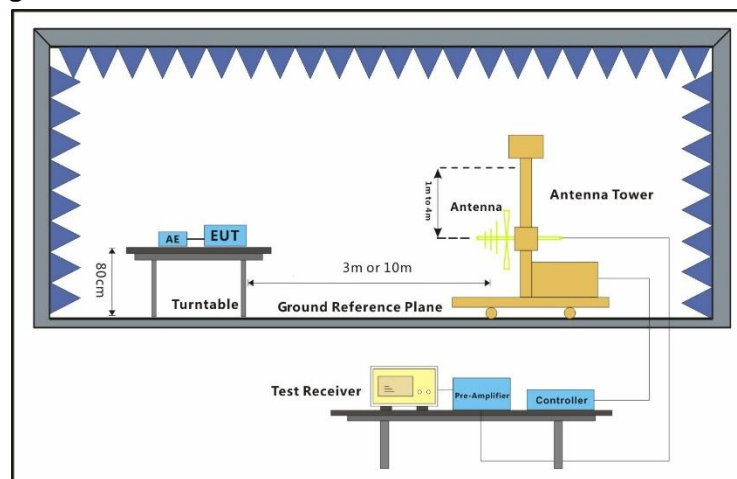 1m to 4m
Antenna
Antenna Tower
AE
EUT
80cm
3m or 10m
Turntable
Ground Reference Plane
Test Receiver
Pre-Amplifier
Controller